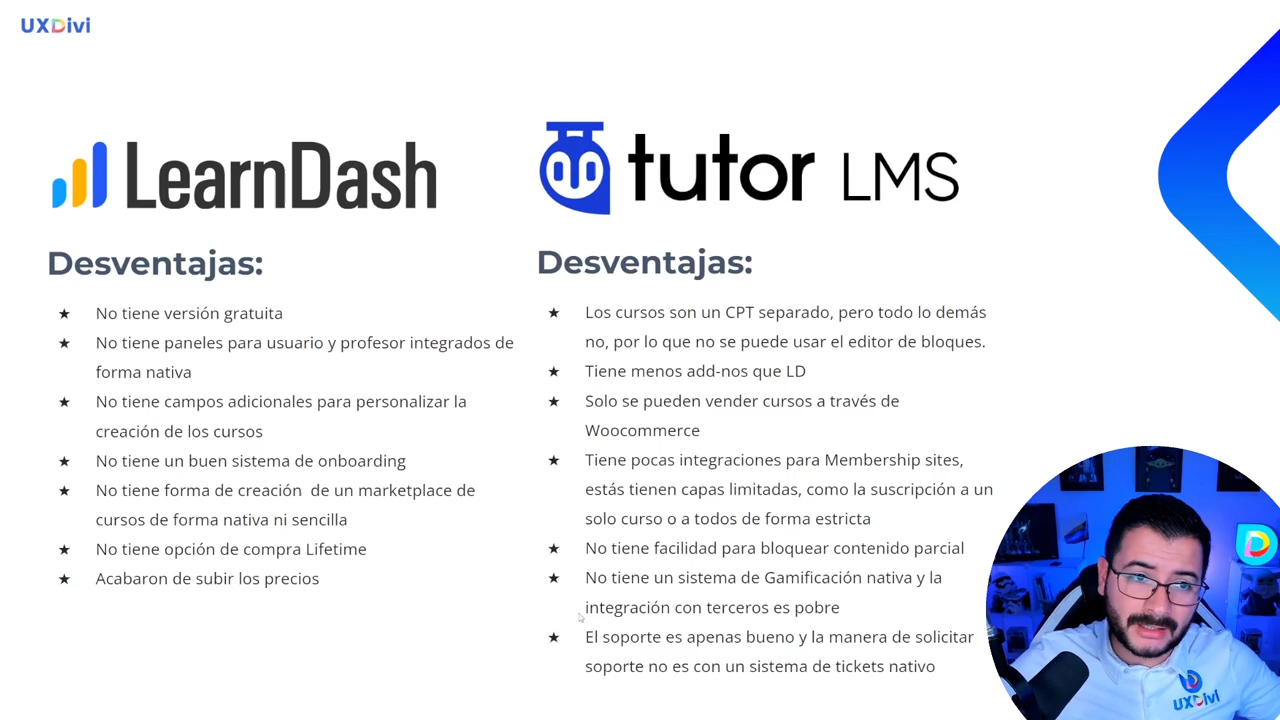 UXDivi
LearnDash
Desventajas:
★ No tiene versión gratuita
★ No tiene paneles para usuario y profesor integrados de
forma nativa
★ No tiene campos adicionales para personalizar la
creación de los cursos
★ No tiene un buen sistema de onboarding
★ No tiene forma de creación de un marketplace de
cursos de forma nativa ni sencilla
★ No tiene opción de compra Lifetime
★ Acabaron de subir los precios
tutor LMS
Desventajas:
★ Los cursos son un CPT separado, pero todo lo demás
no, por lo que no se puede usar el editor de bloques.
★ Tiene menos add-nos que LD
★ Solo se pueden vender cursos a través de
Woocommerce
★ Tiene pocas integraciones para Membership sites,
estás tienen capas limitadas, como la suscripción a un
solo curso o a todos de forma estricta
★ No tiene facilidad para bloquear contenido parcial
★ No tiene un sistema de Gamificación nativa y la
integración con terceros es pobre
★ El soporte es apenas bueno y la manera de solicitar
soporte no es con un sistema de tickets nativo
UXDivi